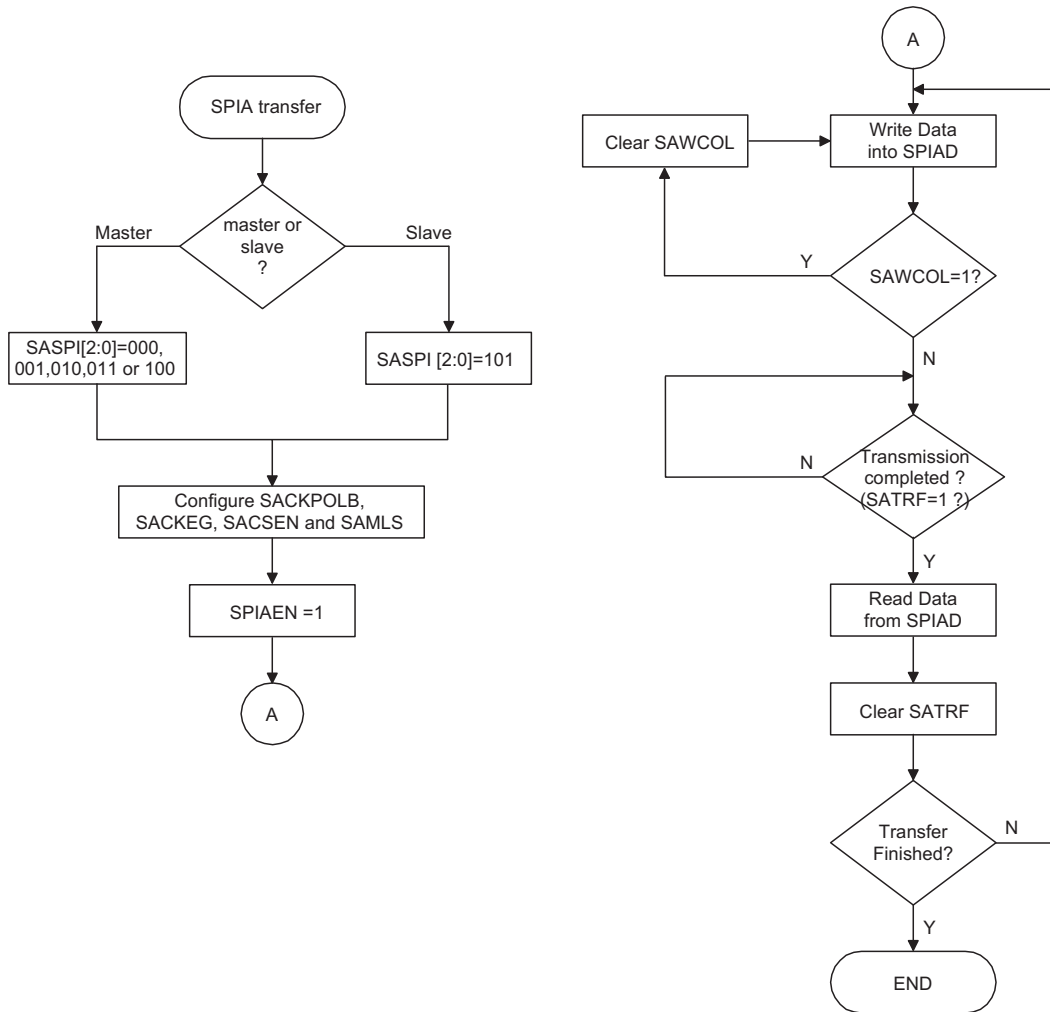 SPIA transfer
master or
slave
?
Master
Slave
SASPI[2:0]=000,
001,010,011 or 100
SASPI [2:0]=101
Configure SACKPOLB,
SACKEG, SACSEN and SAMLS
SPIAEN =1
A
A
Write Data
into SPIAD
Clear SAWCOL
Y
SAWCOL=1?
N
Transmission
completed ?
(SATRF=1 ?)
N
Y
Read Data
from SPIAD
Clear SATRF
Transfer
Finished?
N
Y
END